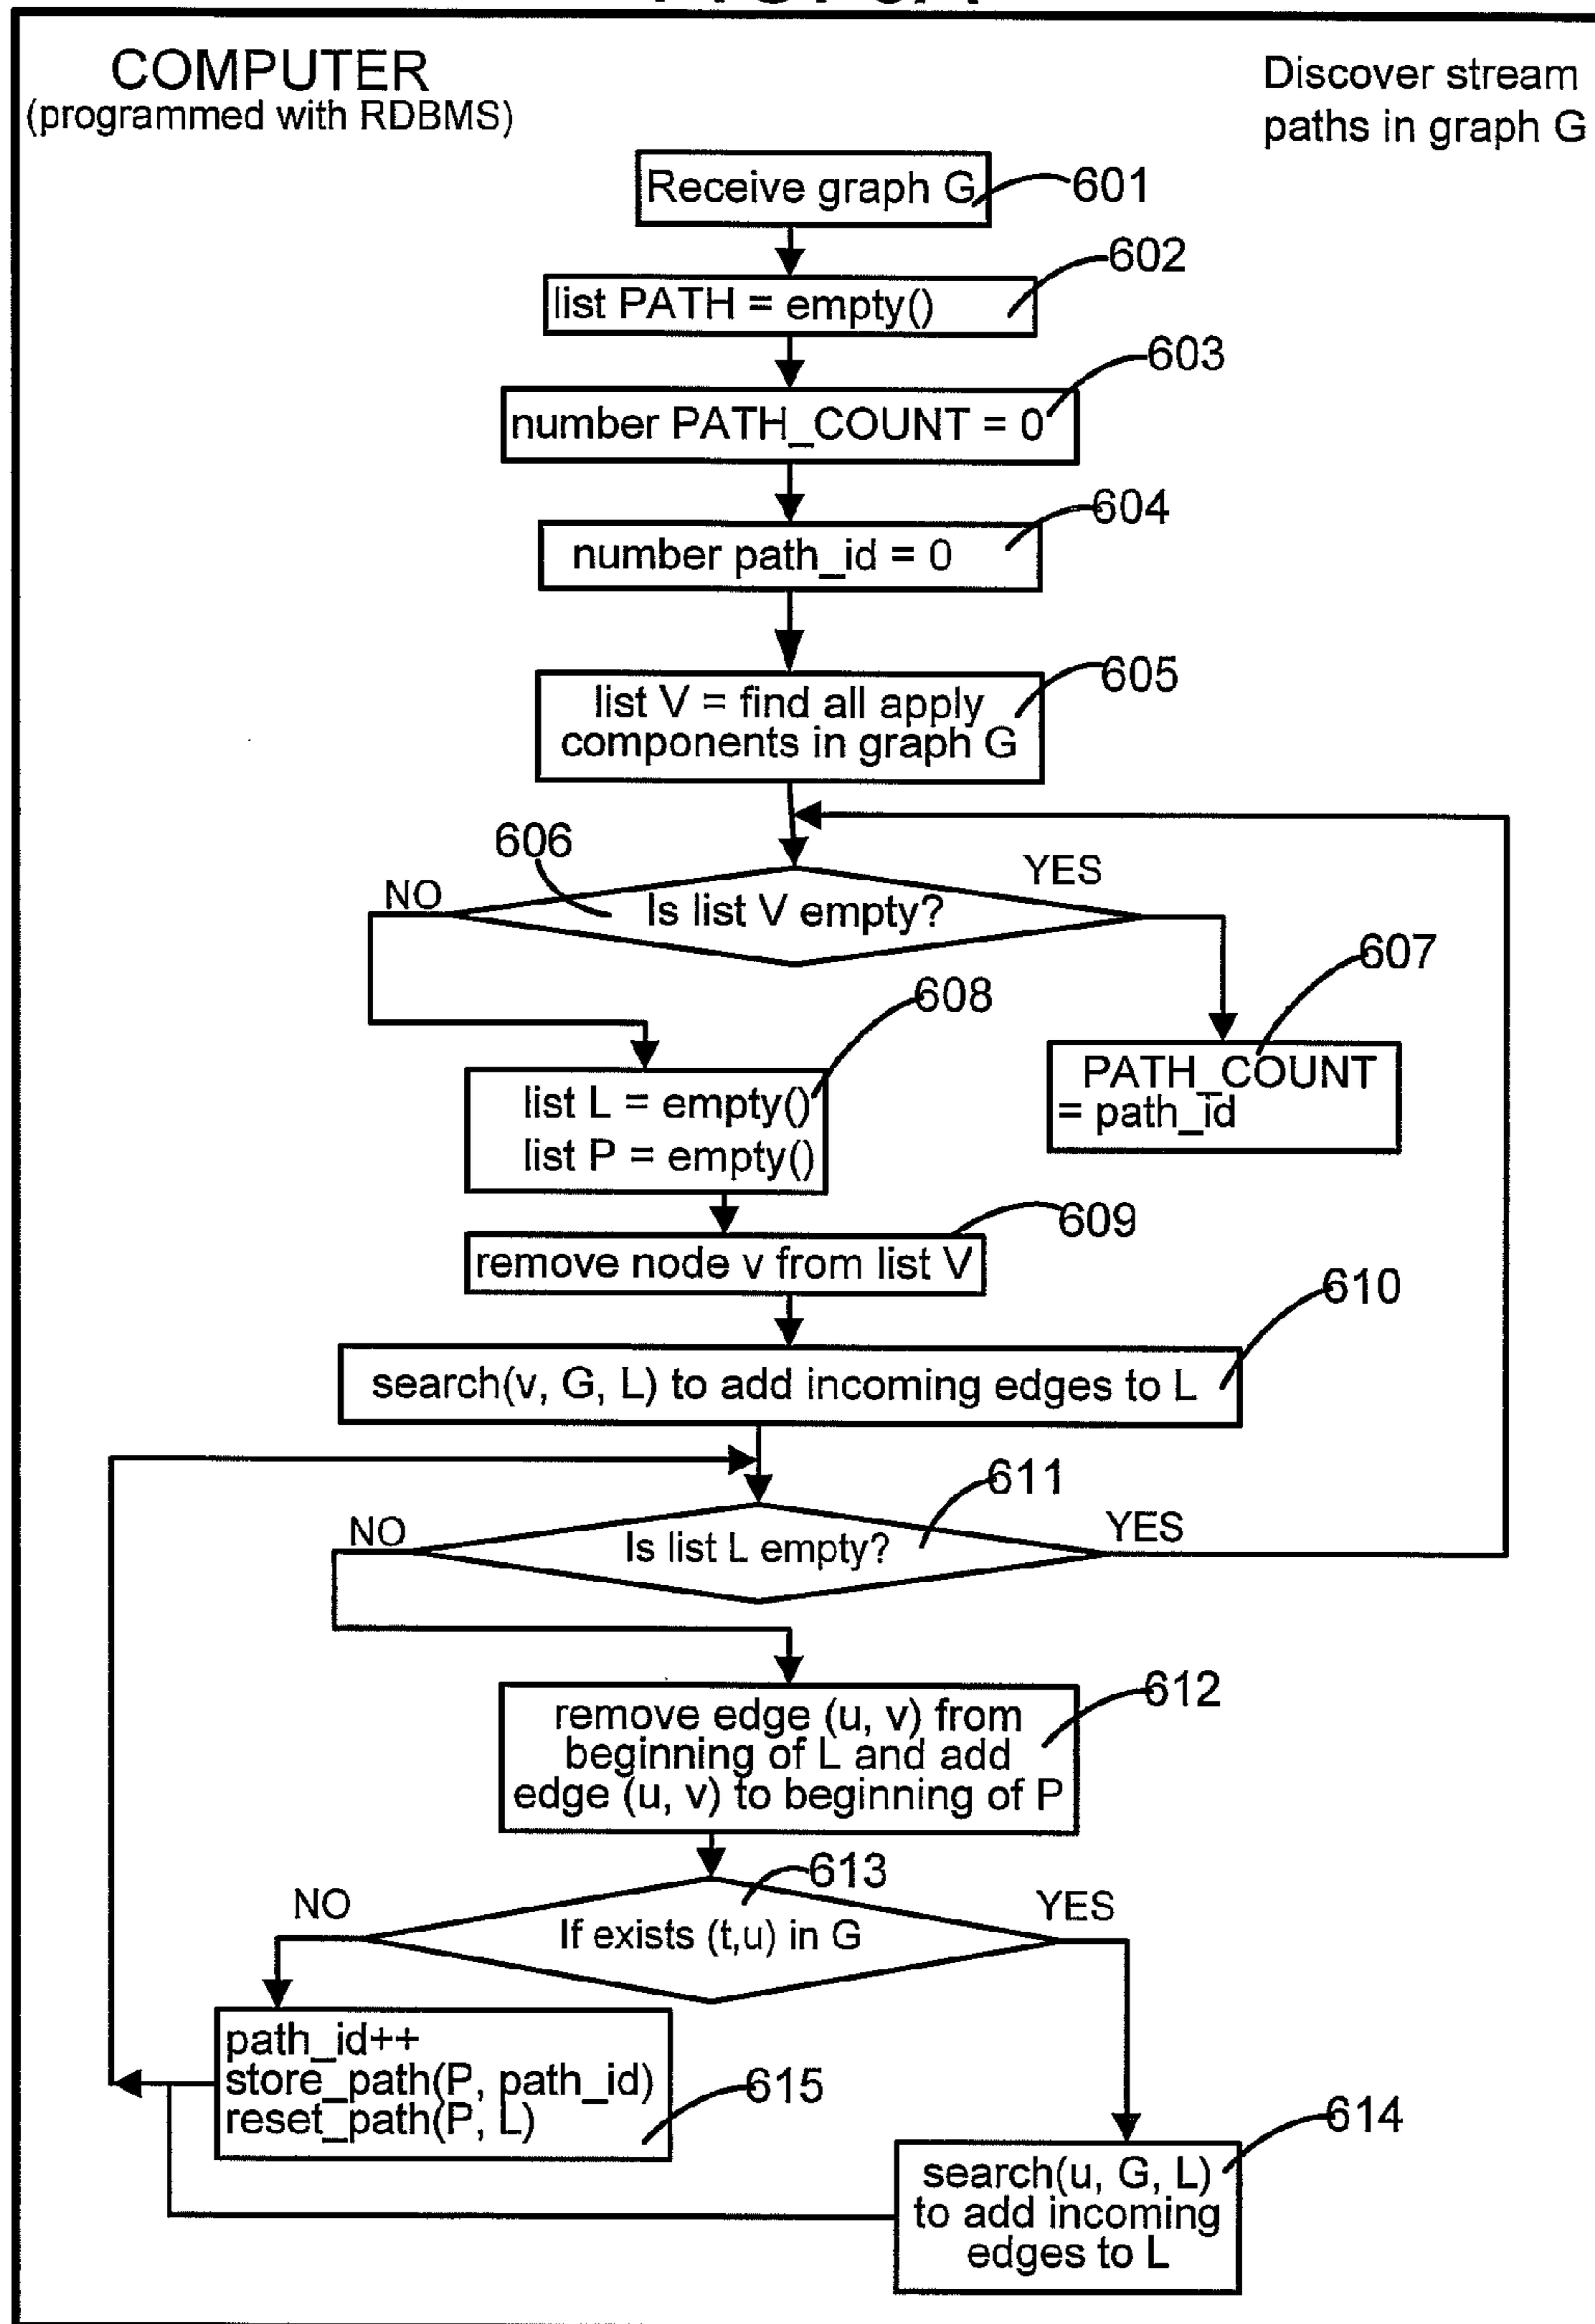 COMPUTER
(programmed with RDBMS)
Discover stream
paths in graph G
Receive graph G
601
602
list PATH = empty()
603
number PATH_COUNT = 0
604
number path_id = 0
605
list V = find all apply
components in graph G
606
NO
YES
Is list V empty?
607
608
PATH_COUNT
= path_id
list L = empty()
list P = empty()
609
remove node v from list V
610
search(v, G, L) to add incoming edges to L
611
NO
YES
Is list L empty?
612
remove edge (u, v) from
beginning of L and add
edge (u, v) to beginning of P
613
NO
YES
If exists (t,u) in G
path_id++
store_path(P, path_id)
reset_path(P, L)
615
614
search(u, G, L)
to add incoming
edges to L